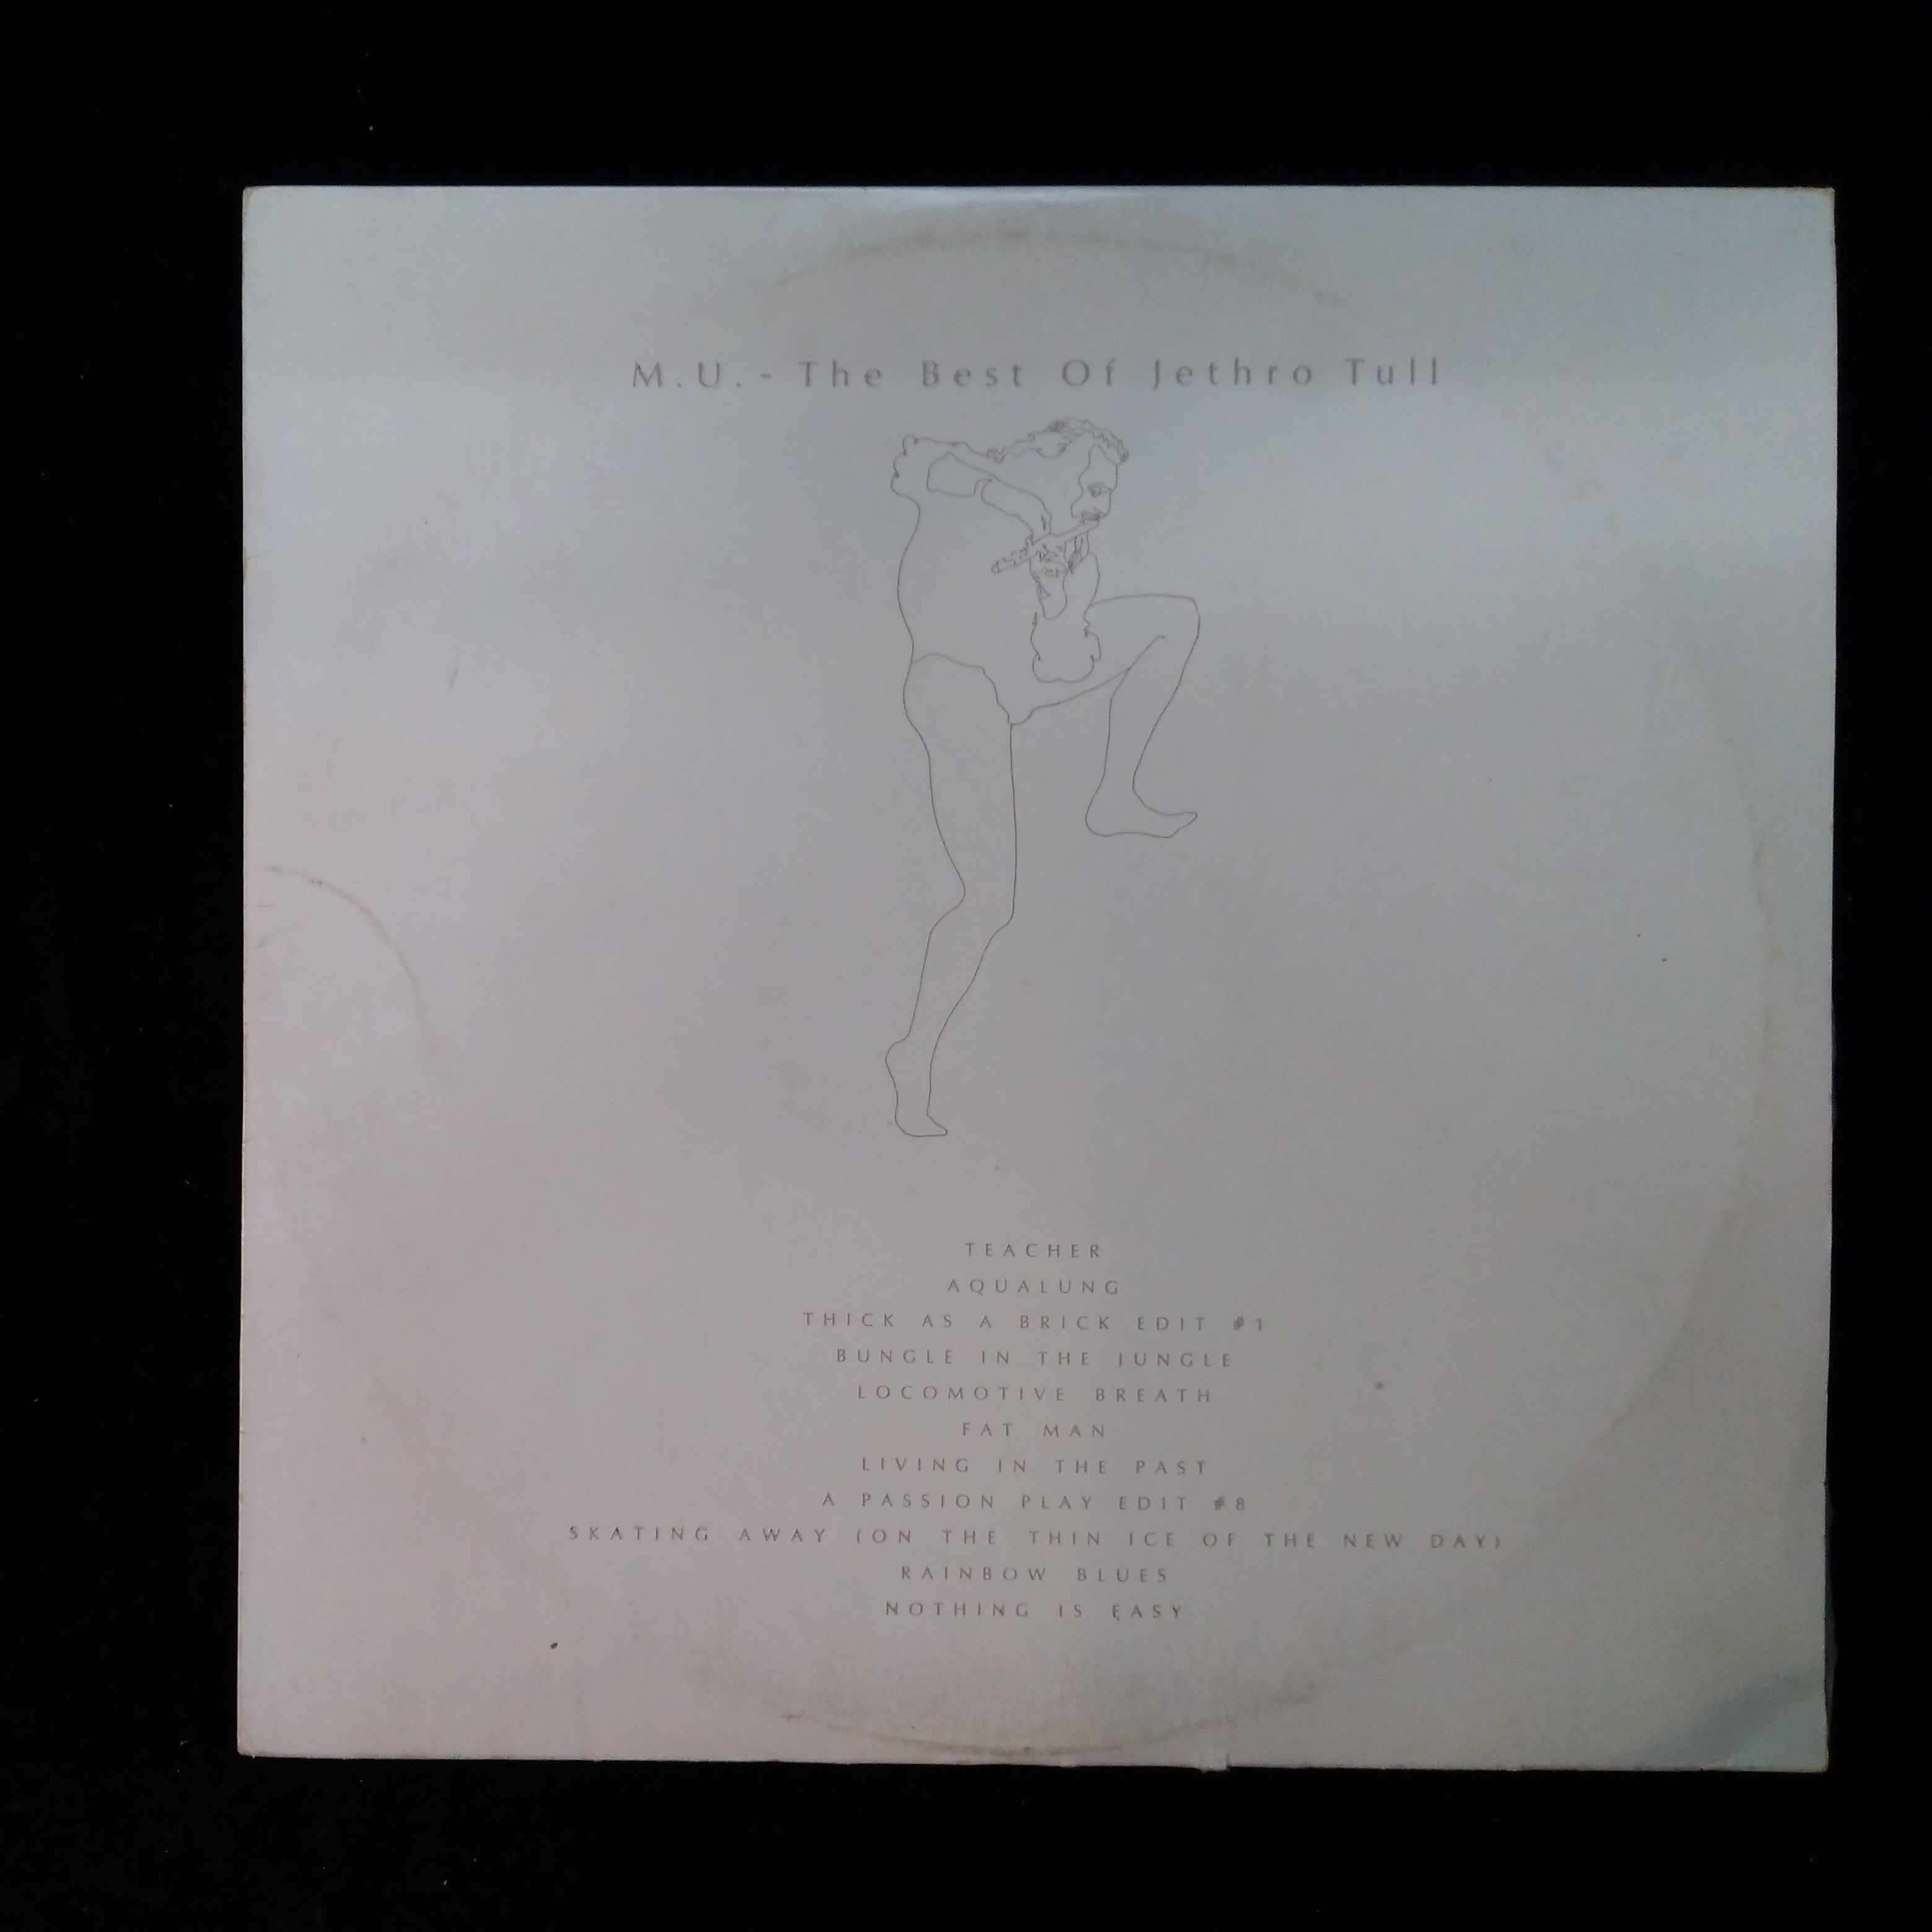 M.U. - The Best Of Jethro Tull
TEACHER
AQUALUNG
THICK AS A BRICK EDIT #1
BUNGLE IN THE JUNGLE
LOCOMOTIVE BREATH
FAT MAN
LIVING IN THE PAST
A PASSION PLAY EDIT #8
SKATING AWAY (ON THE THIN ICE OF THE NEW DAY)
RAINBOW BLUES
NOTHING IS EASY